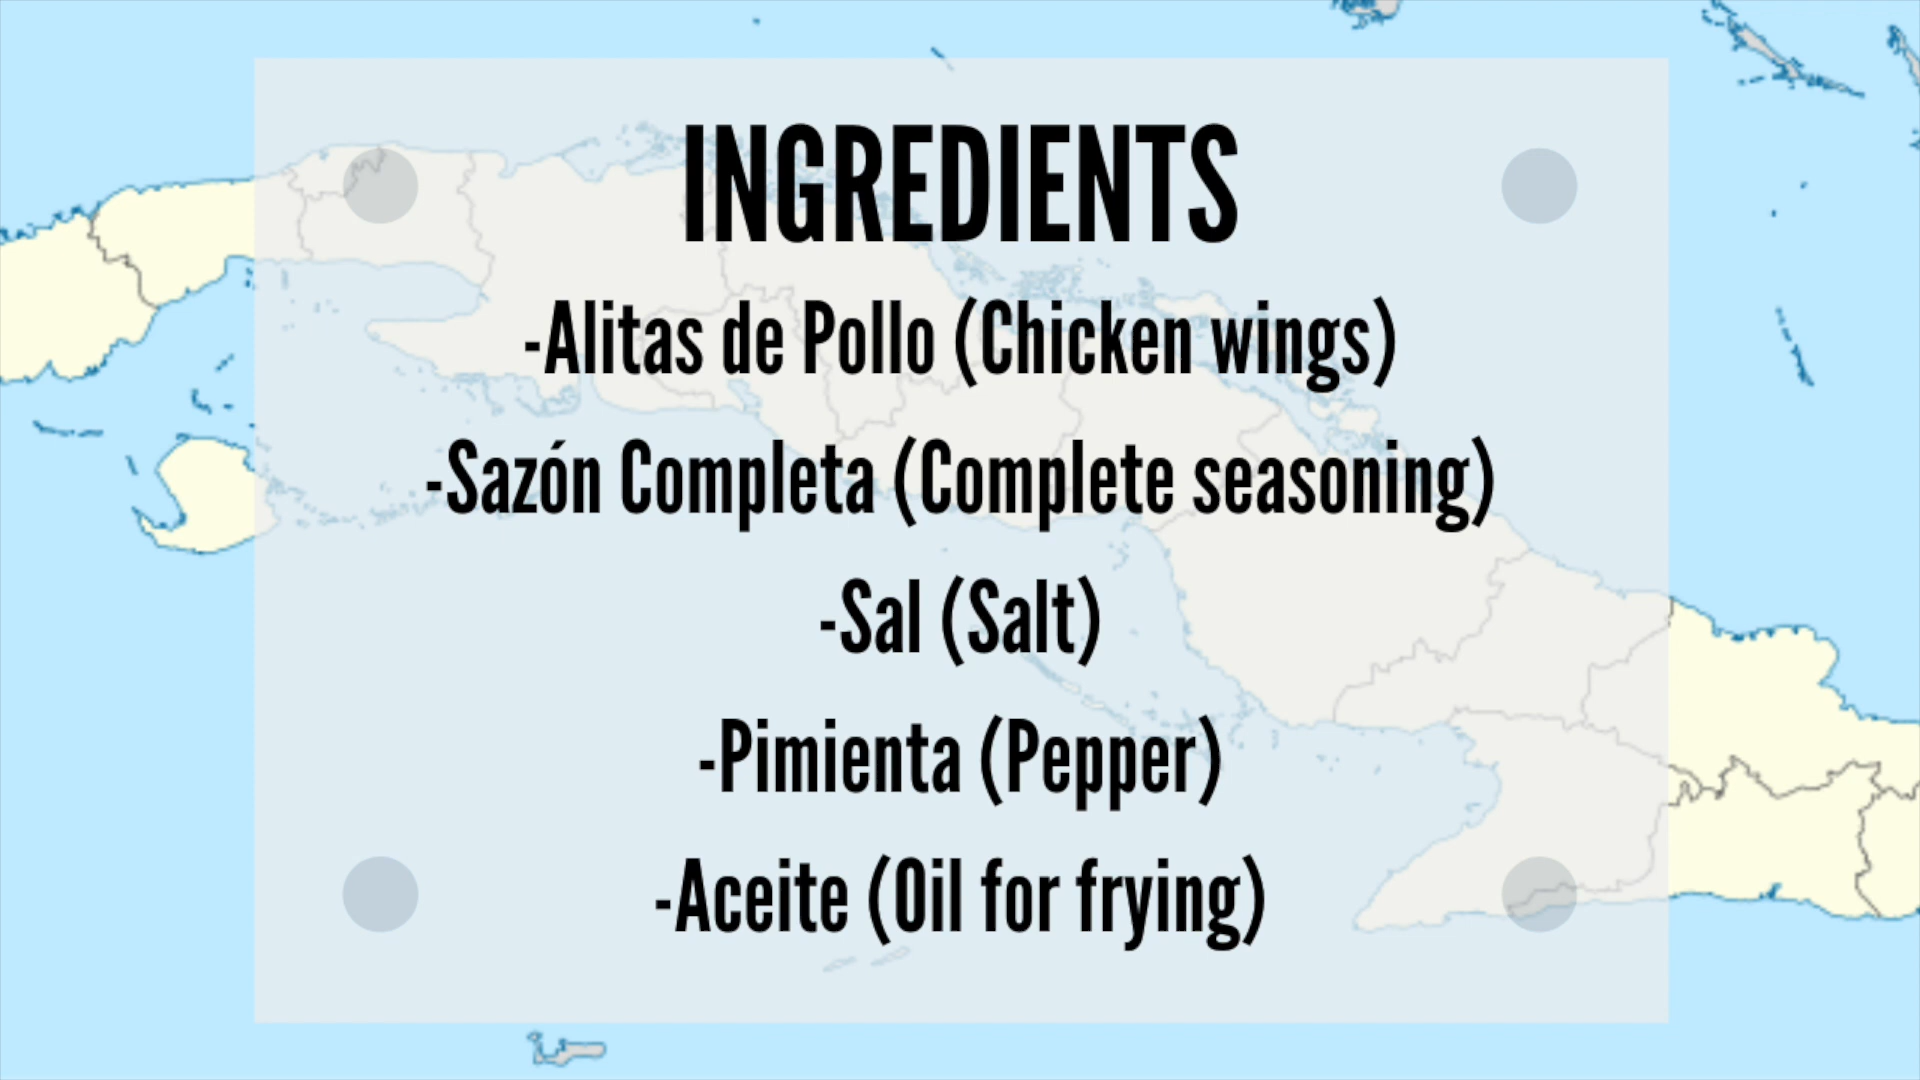 INGREDIENTS
-Alitas de Pollo (Chicken wings)
-Sazón Completa (Complete seasoning)
-Sal (Salt)
-Pimienta (Pepper)
-Aceite (Oil for frying)